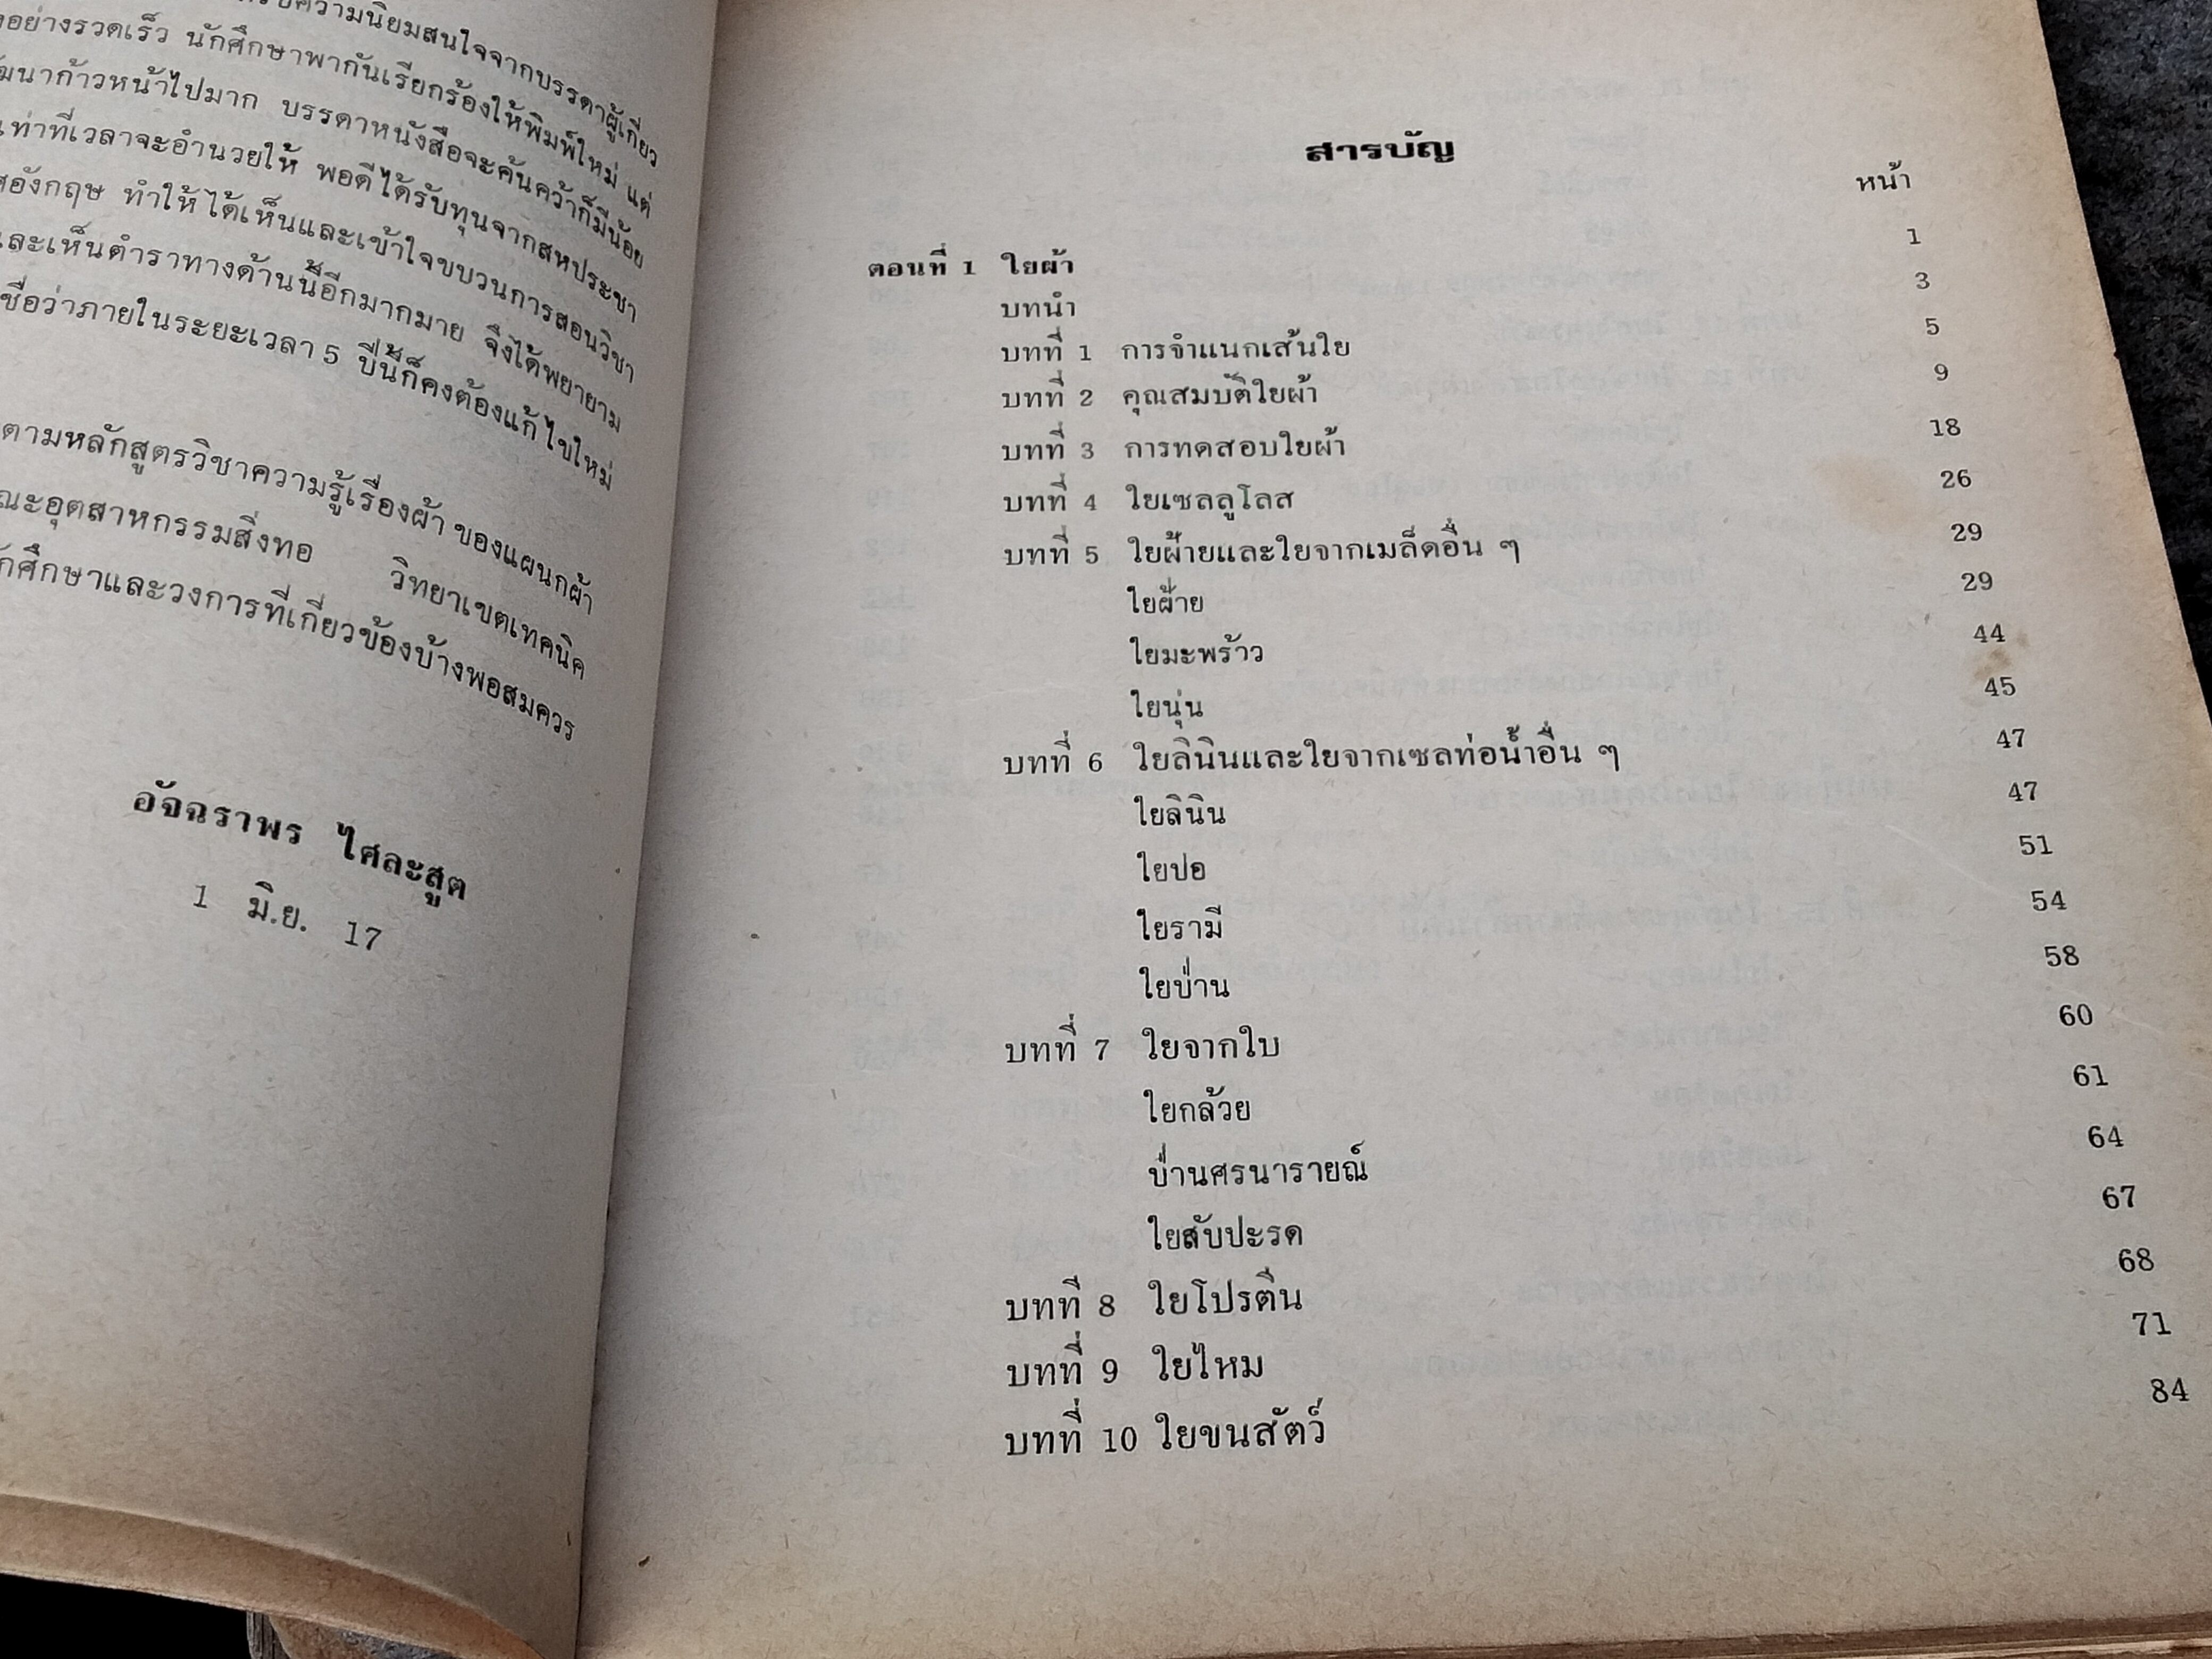 ความนิยมสนใจจากบรรดาผู้เกี่ยว
อย่างรวดเร็ว นักศึกษาพากันเรียกร้องให้พิมพ์ใหม่ แต่
นาก้าวหน้าไปมาก บรรดาหนังสือจะค้นคว้าก็มีน้อย
เท่าที่เวลาจะอำนวยให้ พอดีได้รับทุนจากสหประชา
อังกฤษ ทำให้ได้เห็นและเข้าใจขบวนการสอนวิชา
และเห็นตำราทางด้านนี้อีกมากมาย จึงได้พยายาม
ชื่อว่าภายในระยะเวลา 5 ปีนี้ก็คงต้องแก้ไขใหม่
ตามหลักสูตรวิชาความรู้เรื่องผ้า ของแผนกผ้า
ณะอุตสาหกรรมสิ่งทอ วิทยาเขตเทคนิค
กศึกษาและวงการที่เกี่ยวข้องบ้างพอสมควร
อัจฉราพร ไศละสูต
1 มิ.ย. 17
สารบัญ
หน้า
ตอนที่ 1 ใยผ้า 1
บทนำ 3
บทที่ 1 การจำแนกเส้นใย 5
บทที่ 2 คุณสมบัติใยผ้า 9
บทที่ 3 การทดสอบใยผ้า 18
บทที่ 4 ใยเซลลูโลส 26
บทที่ 5 ใยฝ้ายและใยจากเมล็ดอื่น ๆ 29
ใยฝ้าย 29
ใยมะพร้าว 44
ใยนุ่น 45
บทที่ 6 ใยลินินและใยจากเซลท่อน้ำอื่น ๆ 47
ใยลินิน 47
ใยปอ 51
ใยรามี 54
ใยป่าน 58
บทที่ 7 ใยจากใบ 60
ใยกล้วย 61
ป่านศรนารายณ์ 64
ใยสับปะรด 67
บทที่ 8 ใยโปรตีน 68
บทที่ 9 ใยไหม 71
บทที่ 10 ใยขนสัตว์ 84